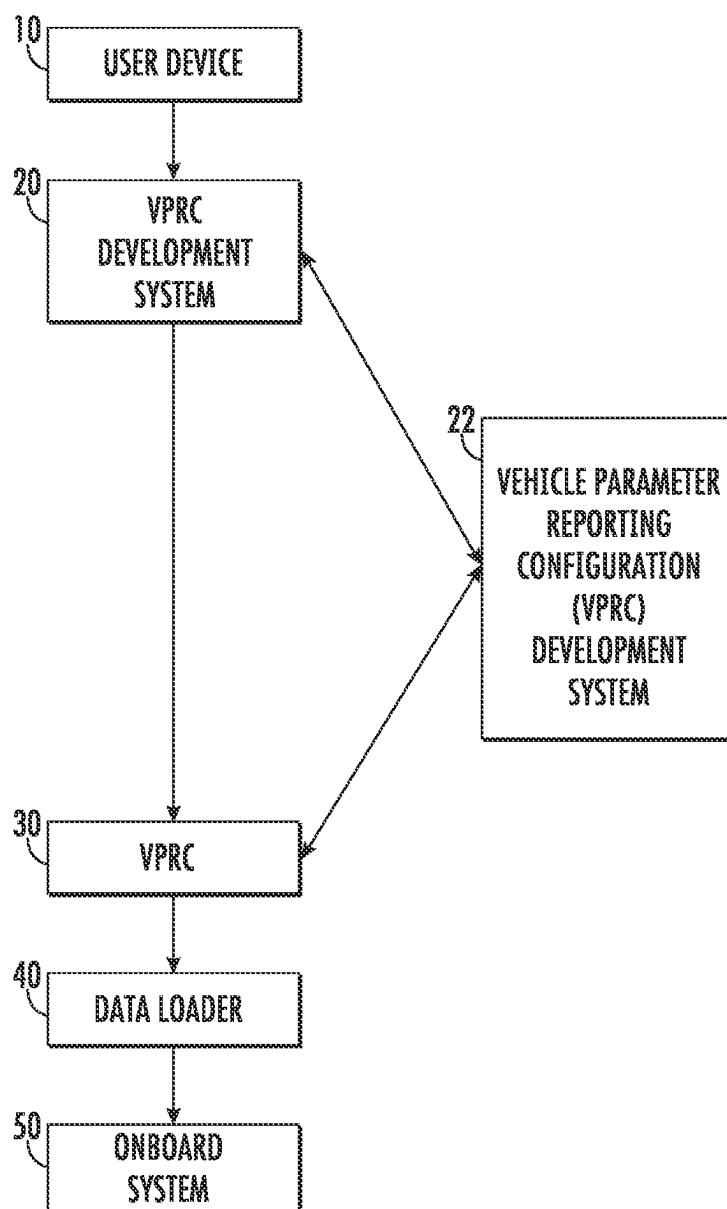 10
USER DEVICE
20
VPRC
DEVELOPMENT
SYSTEM
22
VEHICLE PARAMETER
REPORTING
CONFIGURATION
(VPRC)
DEVELOPMENT
SYSTEM
30
VPRC
40
DATA LOADER
50
ONBOARD
SYSTEM